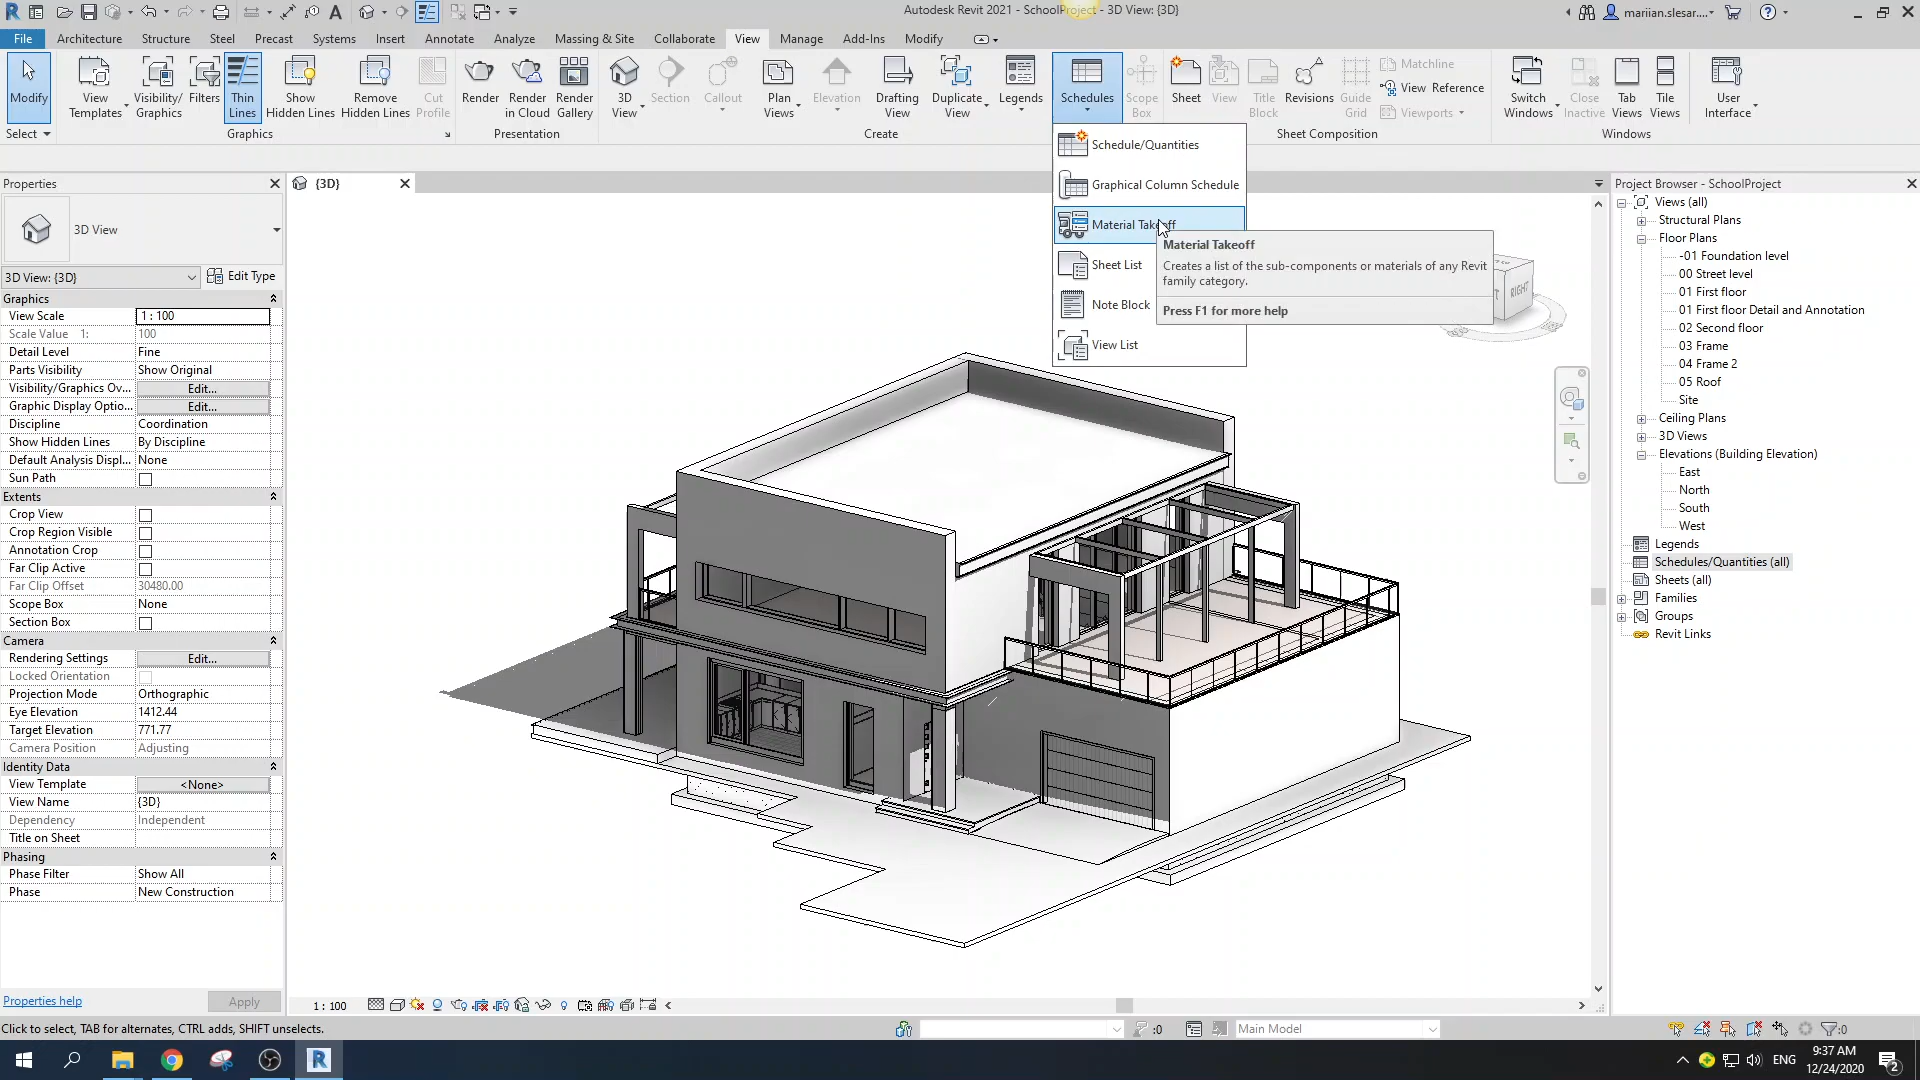 Autodesk Revit 2021 - SchoolProject - 3D View: {3D}
mariian.slesar...
File Architecture Structure Steel Precast Systems Insert Annotate Analyze Massing & Site Collaborate View Manage Add-Ins Modify
Modify
View Templates
Visibility/ Graphics
Filters
Thin Lines
Show Hidden Lines
Remove Hidden Lines
Cut Profile
Render
Render in Cloud
Render Gallery
3D View
Section
Callout
Plan Views
Elevation
Drafting View
Duplicate View
Legends
Schedules
Scope Box
Sheet
View
Title Block
Revisions
Guide Grid
Matchline
View Reference
Viewports
Switch Windows
Close Inactive
Tab Views
Tile Views
User Interface
Select
Graphics
Presentation
Create
Sheet Composition
Windows
Schedule/Quantities
Graphical Column Schedule
Material Takeoff
Sheet List
Note Block
View List
Material Takeoff
Creates a list of the sub-components or materials of any Revit
family category.
Press F1 for more help
RIGHT
Properties
3D View
3D View: {3D}
Edit Type
Graphics
View Scale 1 : 100
Scale Value 1: 100
Detail Level Fine
Parts Visibility Show Original
Visibility/Graphics Ov... Edit...
Graphic Display Optio... Edit...
Discipline Coordination
Show Hidden Lines By Discipline
Default Analysis Displ... None
Sun Path
Extents
Crop View
Crop Region Visible
Annotation Crop
Far Clip Active
Far Clip Offset 30480.00
Scope Box None
Section Box
Camera
Rendering Settings Edit...
Locked Orientation
Projection Mode Orthographic
Eye Elevation 1412.44
Target Elevation 771.77
Camera Position Adjusting
Identity Data
View Template <None>
View Name {3D}
Dependency Independent
Title on Sheet
Phasing
Phase Filter Show All
Phase New Construction
Properties help
Apply
{3D}
Project Browser - SchoolProject
Views (all)
Structural Plans
Floor Plans
-01 Foundation level
00 Street level
01 First floor
01 First floor Detail and Annotation
02 Second floor
03 Frame
04 Frame 2
05 Roof
Site
Ceiling Plans
3D Views
Elevations (Building Elevation)
East
North
South
West
Legends
Schedules/Quantities (all)
Sheets (all)
Families
Groups
Revit Links
1 : 100
Click to select, TAB for alternates, CTRL adds, SHIFT unselects.
:0
Main Model
:0
ENG
9:37 AM
12/24/2020
2